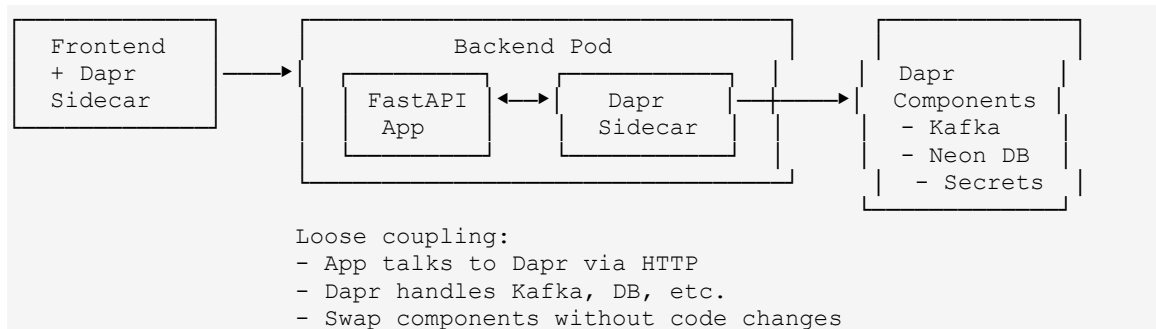 Frontend
+ Dapr
Sidecar
Backend Pod
FastAPI
App
Dapr
Sidecar
Dapr
Components
- Kafka
- Neon DB
- Secrets
Loose coupling:
- App talks to Dapr via HTTP
- Dapr handles Kafka, DB, etc.
- Swap components without code changes